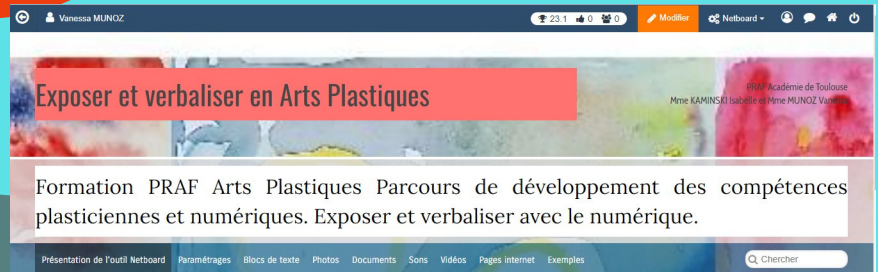 Vanessa MUNOZ 23.1 0 0 Modifier Netboard
Exposer et verbaliser en Arts Plastiques
PRAF Académie de Toulouse
Mme KAMINSKI Isabelle et Mme MUNOZ
Formation PRAF Arts Plastiques Parcours de développement des compétences
plasticiennes et numériques. Exposer et verbaliser avec le numérique.
Présentation de l'outil Netboard Paramétrages Blocs de texte Photos Documents Sons Vidéos Pages internet Exemples Chercher